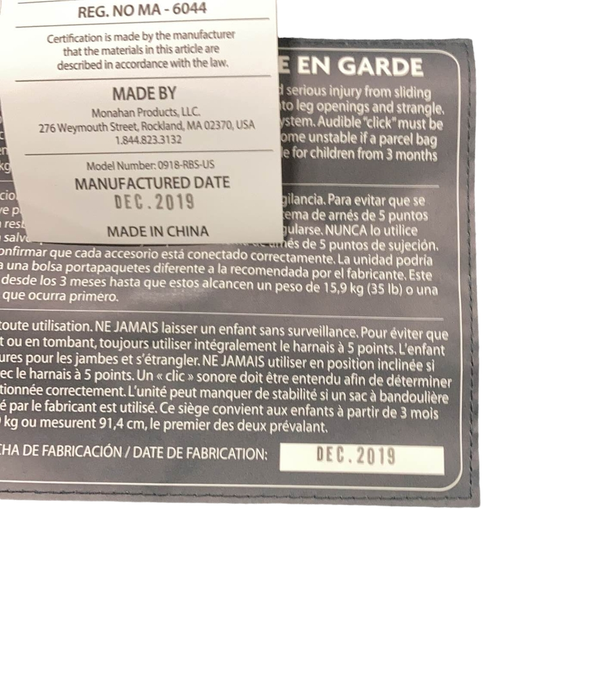 REG. NO MA - 6044
Certification is made by the manufacturer
that the materials in this article are
described in accordance with the law.
MADE BY
Monahan Products, LLC.
276 Weymouth Street, Rockland, MA 02370, USA
1.844.823.3132
Model Number: 0918-RBS-US
MANUFACTURED DATE
DEC.2019
MADE IN CHINA
E EN GARDE
serious injury from sliding
to leg openings and strangle.
ystem. Audible "click" must be
ome unstable if a parcel bag
le for children from 3 months
gilancia. Para evitar que se
ema de arnés de 5 puntos
gularse. NUNCA lo utilice
nés de 5 puntos de sujeción.
onfirmar que cada accesorio está conectado correctamente. La unidad podría
a una bolsa portapaquetes diferente a la recomendada por el fabricante. Este
desde los 3 meses hasta que estos alcancen un peso de 15,9 kg (35 lb) o una
que ocurra primero.
toute utilisation. NE JAMAIS laisser un enfant sans surveillance. Pour éviter que
t ou en tombant, toujours utiliser intégralement le harnais à 5 points. L'enfant
ures pour les jambes et s'étrangler. NE JAMAIS utiliser en position inclinée si
ec le harnais à 5 points. Un « clic » sonore doit être entendu afin de déterminer
tionnée correctement. L'unité peut manquer de stabilité si un sac à bandoulière
é par le fabricant est utilisé. Ce siège convient aux enfants à partir de 3 mois
kg ou mesurent 91,4 cm, le premier des deux prévalant.
CHA DE FABRICACIÓN / DATE DE FABRICATION: DEC.2019